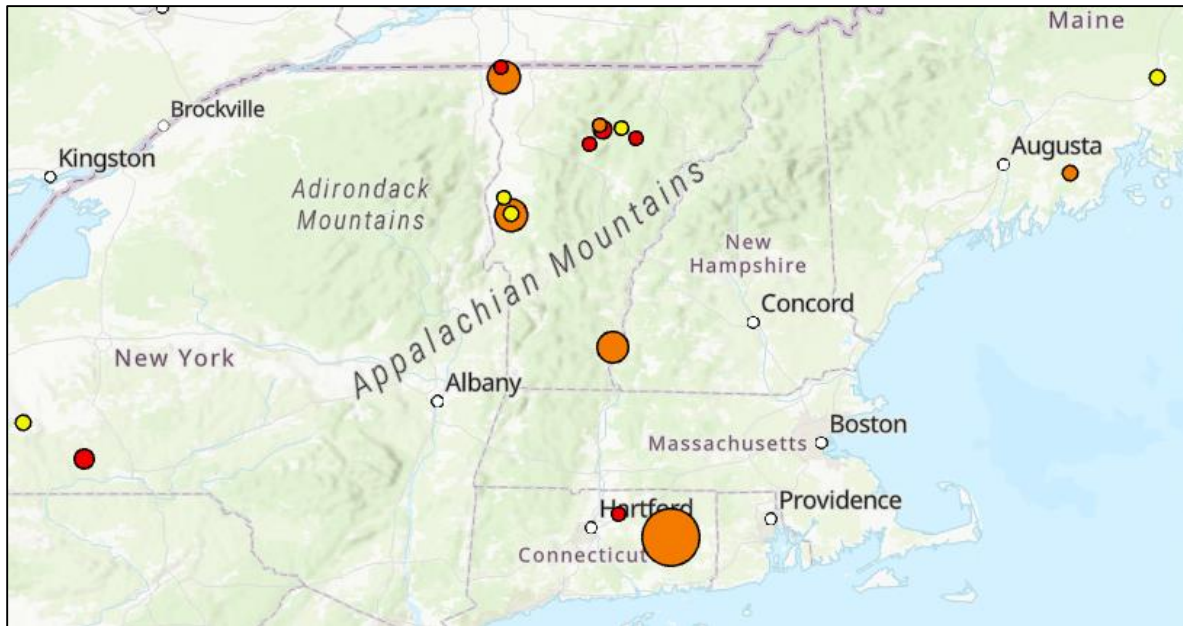 Maine
Brockville
Kingston
Augusta
Adirondack
Mountains
Appalachian Mountains
New
Hampshire
Concord
New York
Albany
Boston
Massachusetts
Hartford
Providence
Connecticut